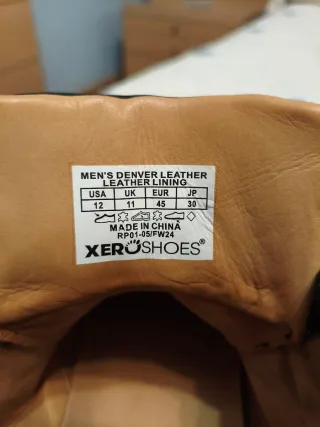 MEN'S DENVER LEATHER
LEATHER LINING
USA UK EUR JP
12 11 45 30
MADE IN CHINA
RP01-05/FW24
XEROSHOES®